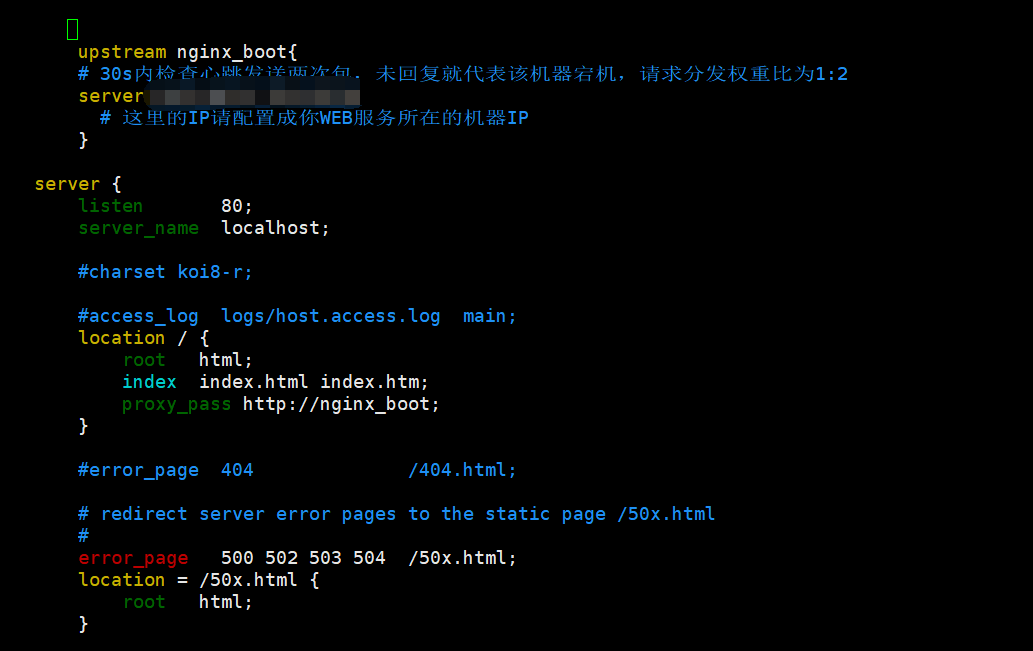 upstream nginx_boot{
# 30s内检查心跳发送两次包，未回复就代表该机器宕机，请求分发权重比为1:2
server
# 这里的IP请配置成你WEB服务所在的机器IP
}
server {
listen 80;
server_name localhost;
#charset koi8-r;
#access_log logs/host.access.log main;
location / {
root html;
index index.html index.htm;
proxy_pass http://nginx_boot;
}
#error_page 404 /404.html;
# redirect server error pages to the static page /50x.html
#
error_page 500 502 503 504 /50x.html;
location = /50x.html {
root html;
}